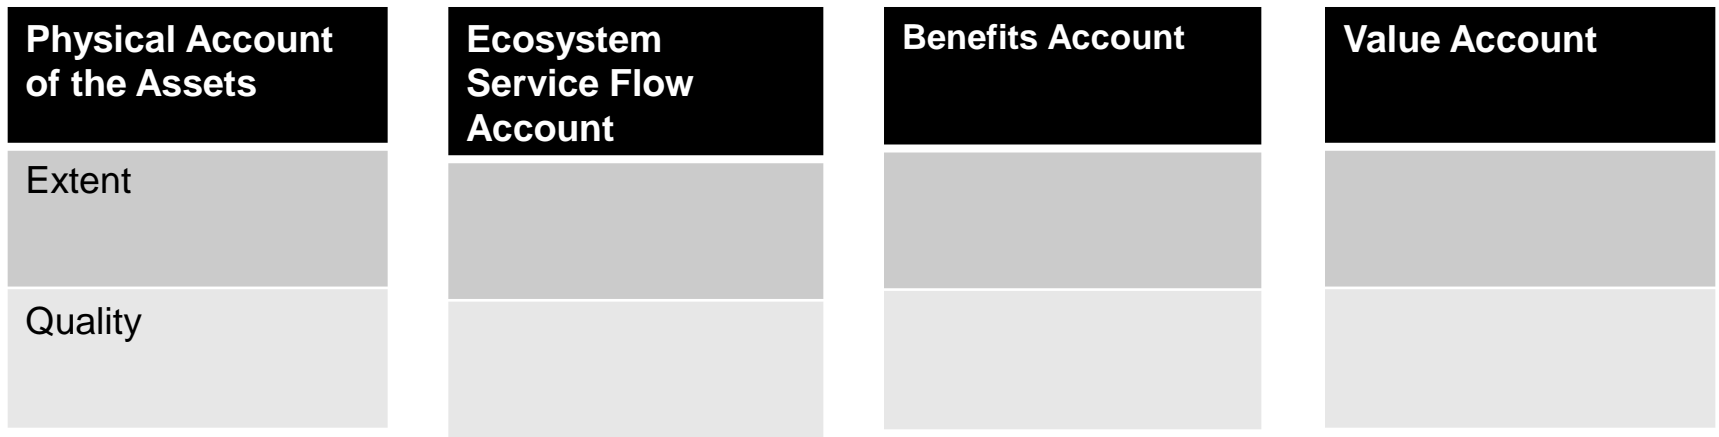 Physical Account
of the Assets
Extent
Quality
Ecosystem
Service Flow
Account
Benefits Account
Value Account